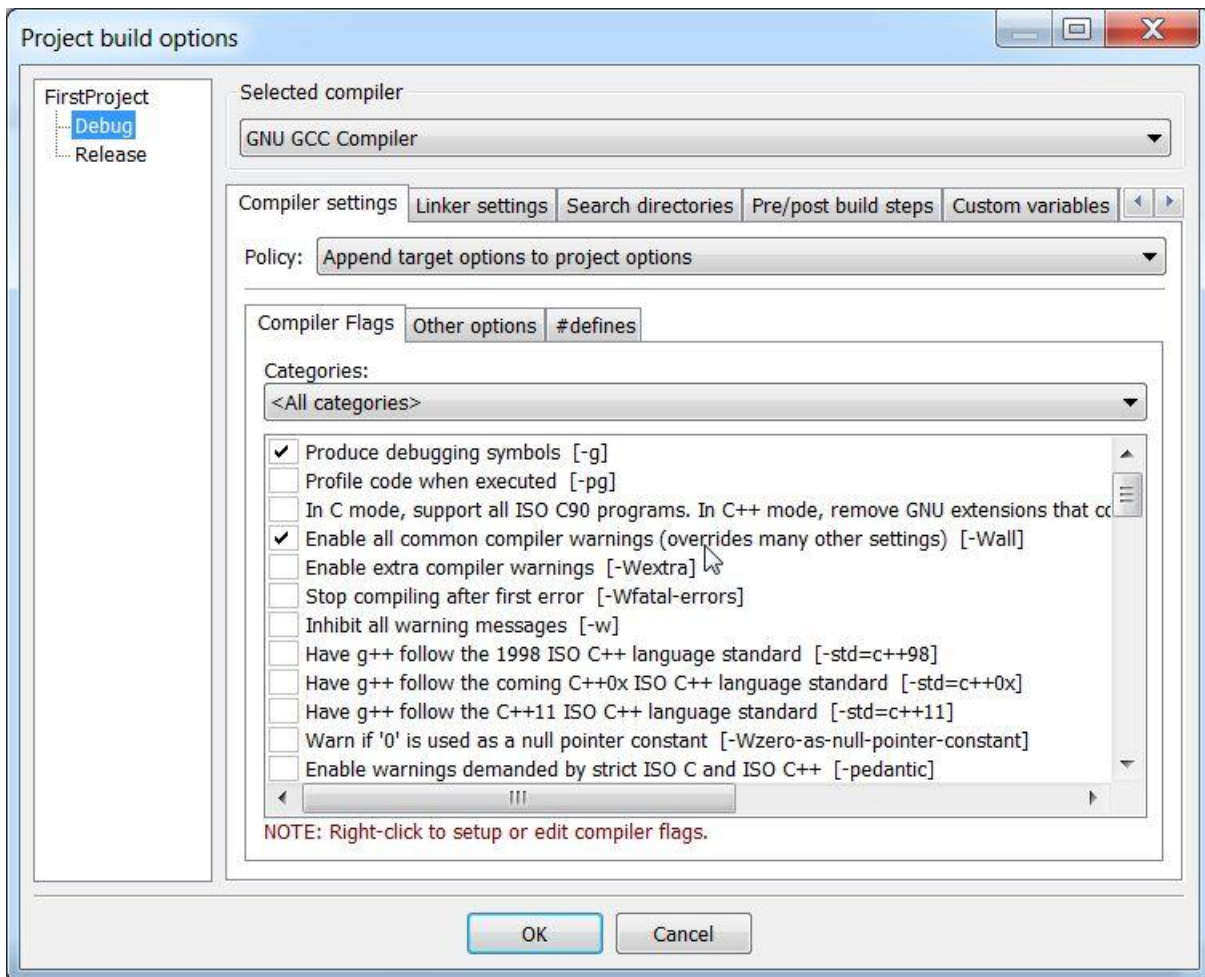 Project build options
FirstProject
Debug
Release
Selected compiler
GNU GCC Compiler
Compiler settings
Linker settings
Search directories
Pre/post build steps
Custom variables
Policy:
Append target options to project options
Compiler Flags
Other options
#defines
Categories:
<All categories>
Produce debugging symbols [-g]
Profile code when executed [-pg]
In C mode, support all ISO C90 programs. In C++ mode, remove GNU extensions that
Enable all common compiler warnings (overrides many other settings) [-Wall]
Enable extra compiler warnings [-Wextra]
Stop compiling after first error [-Wfatal-errors]
Inhibit all warning messages [-w]
Have g++ follow the 1998 ISO C++ language standard [-std=c++98]
Have g++ follow the coming C++0x ISO C++ language standard [-std=c++0x]
Have g++ follow the C++11 ISO C++ language standard [-std=c++11]
Warn if '0' is used as a null pointer constant [-Wzero-as-null-pointer-constant]
Enable warnings demanded by strict ISO C and ISO C++ [-pedantic]
NOTE: Right-click to setup or edit compiler flags.
OK
Cancel